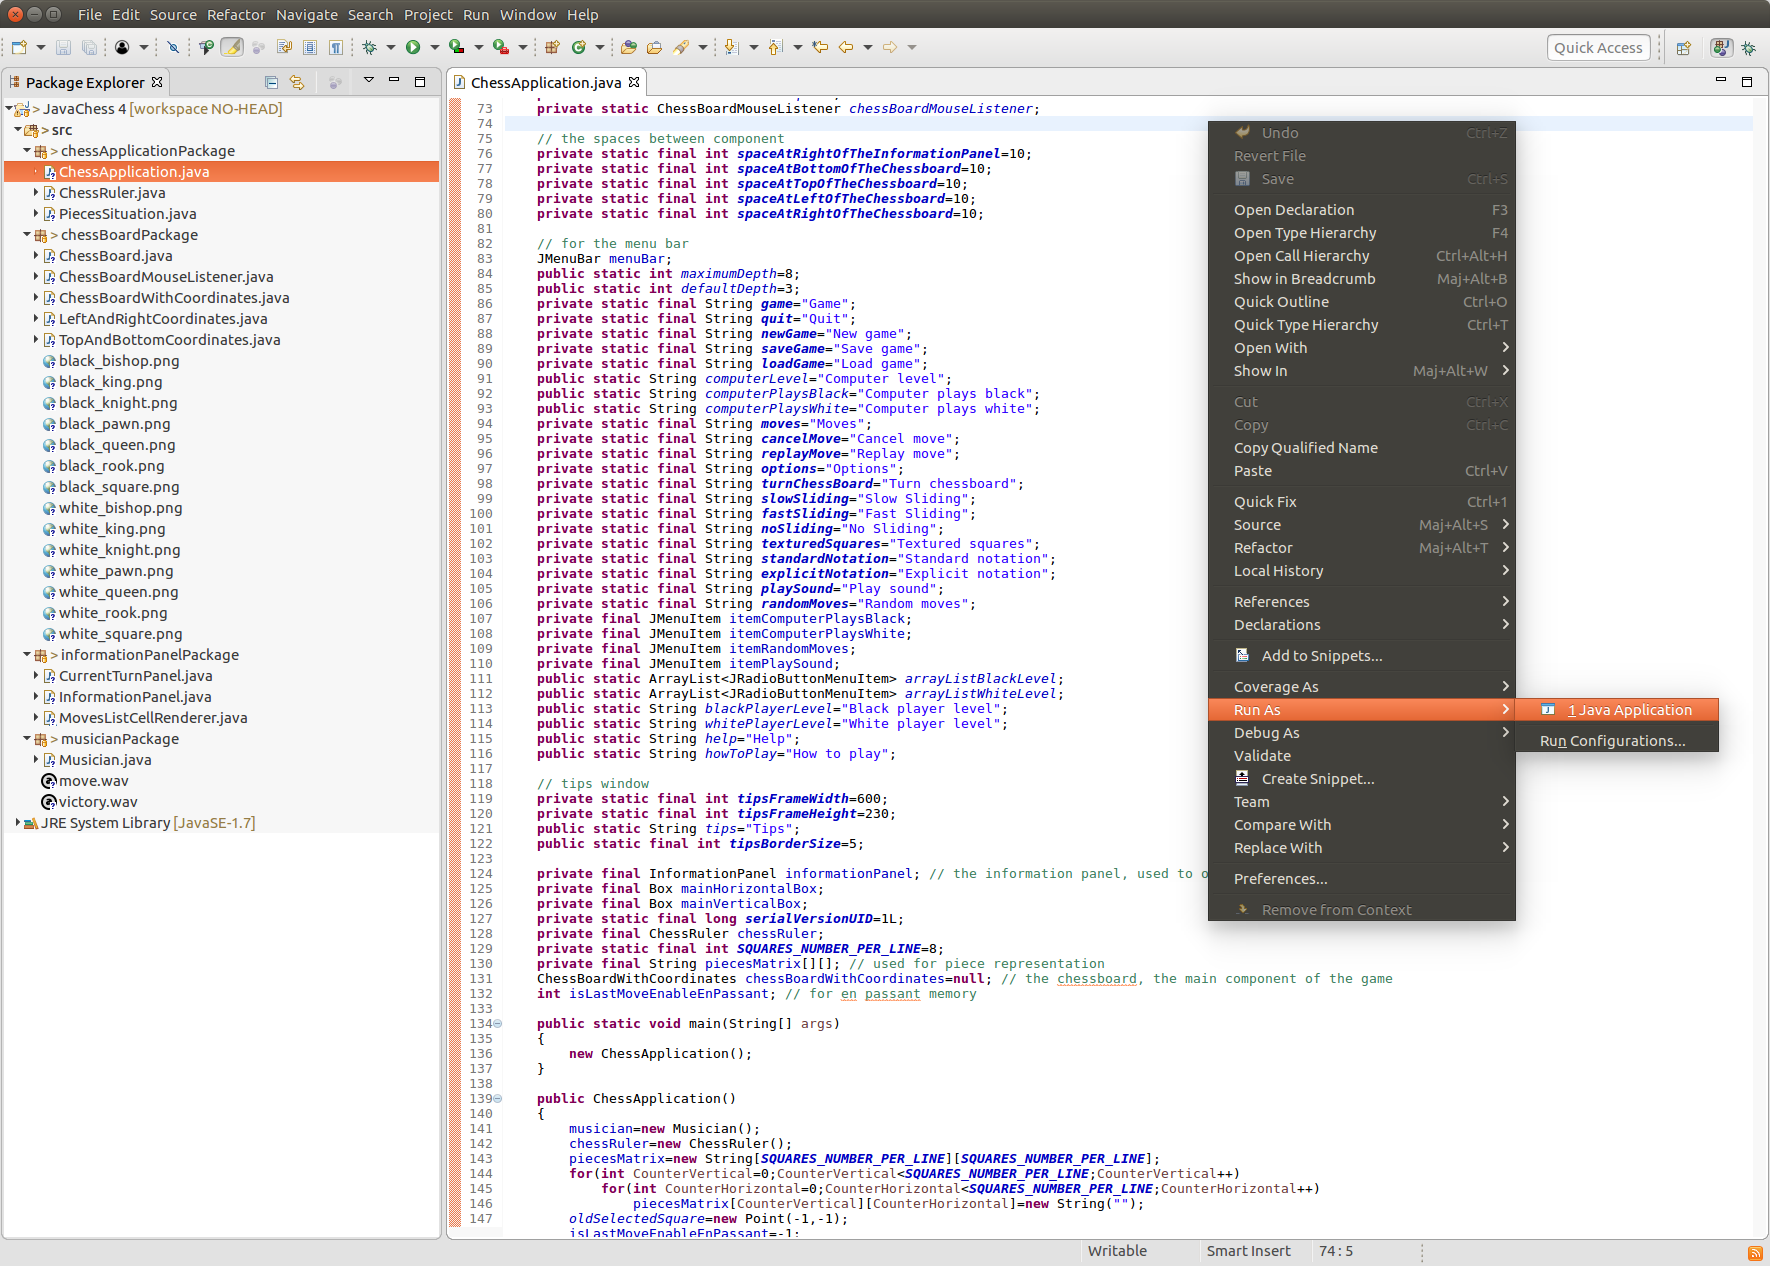 File Edit Source Refactor Navigate Search Project Run Window Help
Quick Access
Package Explorer
> JavaChess 4 [workspace NO-HEAD]
> src
> chessApplicationPackage
ChessApplication.java
ChessRuler.java
PiecesSituation.java
> chessBoardPackage
ChessBoard.java
ChessBoardMouseListener.java
ChessBoardWithCoordinates.java
LeftAndRightCoordinates.java
TopAndBottomCoordinates.java
black_bishop.png
black_king.png
black_knight.png
black_pawn.png
black_queen.png
black_rook.png
black_square.png
white_bishop.png
white_king.png
white_knight.png
white_pawn.png
white_queen.png
white_rook.png
white_square.png
> informationPanelPackage
CurrentTurnPanel.java
InformationPanel.java
MovesListCellRenderer.java
> musicianPackage
Musician.java
move.wav
victory.wav
JRE System Library [JavaSE-1.7]
ChessApplication.java
73 private static ChessBoardMouseListener chessBoardMouseListener;
74
75 // the spaces between component
76 private static final int spaceAtRightOfTheInformationPanel=10;
77 private static final int spaceAtBottomOfTheChessboard=10;
78 private static final int spaceAtTopOfTheChessboard=10;
79 private static final int spaceAtLeftOfTheChessboard=10;
80 private static final int spaceAtRightOfTheChessboard=10;
81
82 // for the menu bar
83 JMenuBar menuBar;
84 public static int maximumDepth=8;
85 public static int defaultDepth=3;
86 private static final String game="Game";
87 private static final String quit="Quit";
88 private static final String newGame="New game";
89 private static final String saveGame="Save game";
90 private static final String loadGame="Load game";
91 public static String computerLevel="Computer level";
92 public static String computerPlaysBlack="Computer plays black";
93 public static String computerPlaysWhite="Computer plays white";
94 private static final String moves="Moves";
95 private static final String cancelMove="Cancel move";
96 private static final String replayMove="Replay move";
97 private static final String options="Options";
98 private static final String turnChessBoard="Turn chessboard";
99 private static final String slowSliding="Slow Sliding";
100 private static final String fastSliding="Fast Sliding";
101 private static final String noSliding="No Sliding";
102 private static final String texturedSquares="Textured squares";
103 private static final String standardNotation="Standard notation";
104 private static final String explicitNotation="Explicit notation";
105 private static final String playSound="Play sound";
106 private static final String randomMoves="Random moves";
107 private final JMenuItem itemComputerPlaysBlack;
108 private final JMenuItem itemComputerPlaysWhite;
109 private final JMenuItem itemRandomMoves;
110 private final JMenuItem itemPlaySound;
111 public static ArrayList<JRadioButtonMenuItem> arrayListBlackLevel;
112 public static ArrayList<JRadioButtonMenuItem> arrayListWhiteLevel;
113 public static String blackPlayerLevel="Black player level";
114 public static String whitePlayerLevel="White player level";
115 public static String help="Help";
116 public static String howToPlay="How to play";
117
118 // tips window
119 private static final int tipsFrameWidth=600;
120 private static final int tipsFrameHeight=230;
121 public static String tips="Tips";
122 public static final int tipsBorderSize=5;
123
124 private final InformationPanel informationPanel; // the information panel, used to o
125 private final Box mainHorizontalBox;
126 private final Box mainVerticalBox;
127 private static final long serialVersionUID=1L;
128 private final ChessRuler chessRuler;
129 private static final int SQUARES_NUMBER_PER_LINE=8;
130 private final String piecesMatrix[][]; // used for piece representation
131 ChessBoardWithCoordinates chessBoardWithCoordinates=null; // the chessboard, the main component of the game
132 int isLastMoveEnableEnPassant; // for en passant memory
133
134 public static void main(String[] args)
135 {
136 new ChessApplication();
137 }
138
139 public ChessApplication()
140 {
141 musician=new Musician();
142 chessRuler=new ChessRuler();
143 piecesMatrix=new String[SQUARES_NUMBER_PER_LINE][SQUARES_NUMBER_PER_LINE];
144 for(int CounterVertical=0;CounterVertical<SQUARES_NUMBER_PER_LINE;CounterVertical++)
145 for(int CounterHorizontal=0;CounterHorizontal<SQUARES_NUMBER_PER_LINE;CounterHorizontal++)
146 piecesMatrix[CounterVertical][CounterHorizontal]=new String("");
147 oldSelectedSquare=new Point(-1,-1);
isLastMoveEnableEnPassant=-1;
Undo Ctrl+Z
Revert File
Save Ctrl+S
Open Declaration F3
Open Type Hierarchy F4
Open Call Hierarchy Ctrl+Alt+H
Show in Breadcrumb Maj+Alt+B
Quick Outline Ctrl+O
Quick Type Hierarchy Ctrl+T
Open With
Show In Maj+Alt+W
Cut Ctrl+X
Copy Ctrl+C
Copy Qualified Name
Paste Ctrl+V
Quick Fix Ctrl+1
Source Maj+Alt+S
Refactor Maj+Alt+T
Local History
References
Declarations
Add to Snippets...
Coverage As
Run As
Debug As
Validate
Create Snippet...
Team
Compare With
Replace With
Preferences...
Remove from Context
1 Java Application
Run Configurations...
Writable Smart Insert 74 : 5